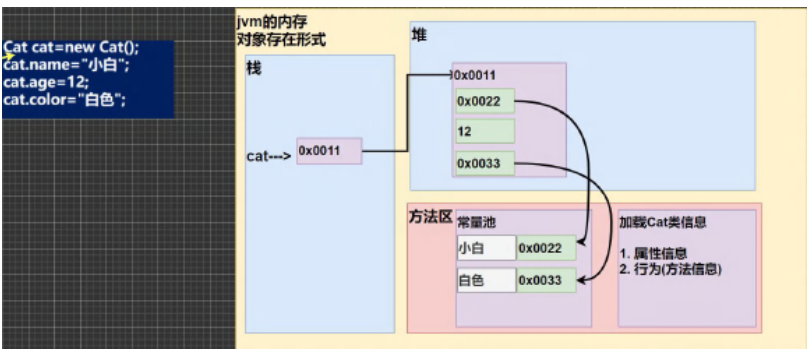 Cat cat=new Cat();
cat.name="小白";
cat.age=12;
cat.color="白色";
jvm的内存
对象存在形式
栈
cat---> 0x0011
堆
0x0011
0x0022
12
0x0033
方法区
常量池
小白 0x0022
白色 0x0033
加载Cat类信息
1. 属性信息
2. 行为(方法信息)